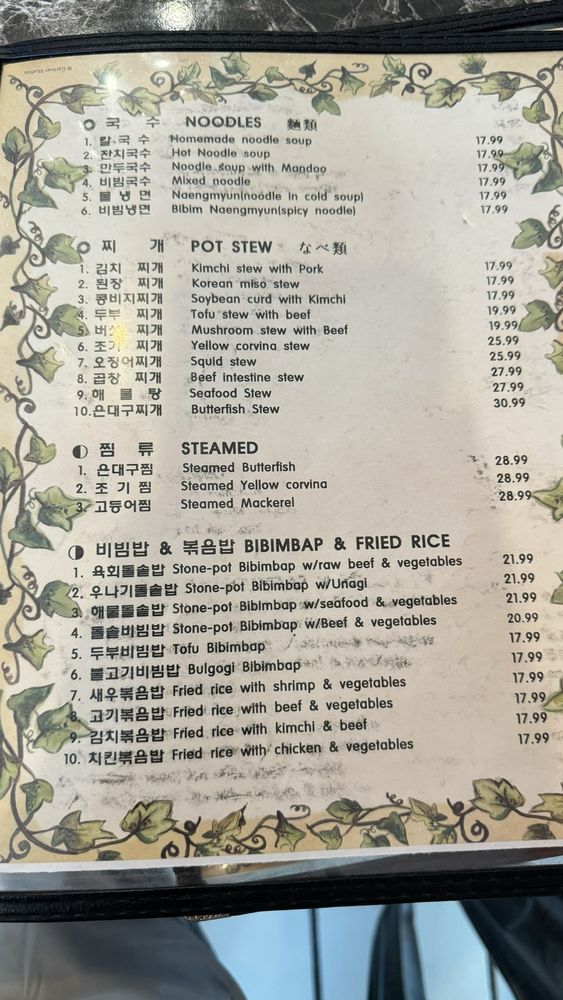 © Gartner Studios
국 수 NOODLES 麵類
1. 칼국수 Homemade noodle soup 17.99
2. 잔치국수 Hot Noodle soup 17.99
3. 만두국수 Noodle soup with Mandoo 17.99
4. 비빔국수 Mixed noodle 17.99
5. 물냉면 Naengmyun(noodle in cold soup) 17.99
6. 비빔냉면 Bibim Naengmyun(spicy noodle) 17.99
찌 개 POT STEW なべ類
1. 김치 찌개 Kimchi stew with Pork 17.99
2. 된장 찌개 Korean miso stew 17.99
3. 콩비지찌개 Soybean curd with Kimchi 17.99
4. 두부 찌개 Tofu stew with beef 19.99
5. 버섯 찌개 Mushroom stew with Beef 19.99
6. 조기 찌개 Yellow corvina stew 25.99
7. 오징어찌개 Squid stew 25.99
8. 곱창 찌개 Beef intestine stew 27.99
9. 해 물 탕 Seafood Stew 27.99
10. 은대구찌개 Butterfish Stew 30.99
찜 류 STEAMED
1. 은대구찜 Steamed Butterfish 28.99
2. 조 기 찜 Steamed Yellow corvina 28.99
3. 고등어찜 Steamed Mackerel 28.99
비빔밥 & 볶음밥 BIBIMBAP & FRIED RICE
1. 육회돌솥밥 Stone-pot Bibimbap w/raw beef & vegetables 21.99
2. 우나기돌솥밥 Stone-pot Bibimbap w/Unagi 21.99
3. 해물돌솥밥 Stone-pot Bibimbap w/seafood & vegetables 21.99
4. 돌솥비빔밥 Stone-pot Bibimbap w/Beef & vegetables 20.99
5. 두부비빔밥 Tofu Bibimbap 17.99
6. 불고기비빔밥 Bulgogi Bibimbap 17.99
7. 새우볶음밥 Fried rice with shrimp & vegetables 17.99
8. 고기볶음밥 Fried rice with beef & vegetables 17.99
9. 김치볶음밥 Fried rice with kimchi & beef 17.99
10. 치킨볶음밥 Fried rice with chicken & vegetables 17.99